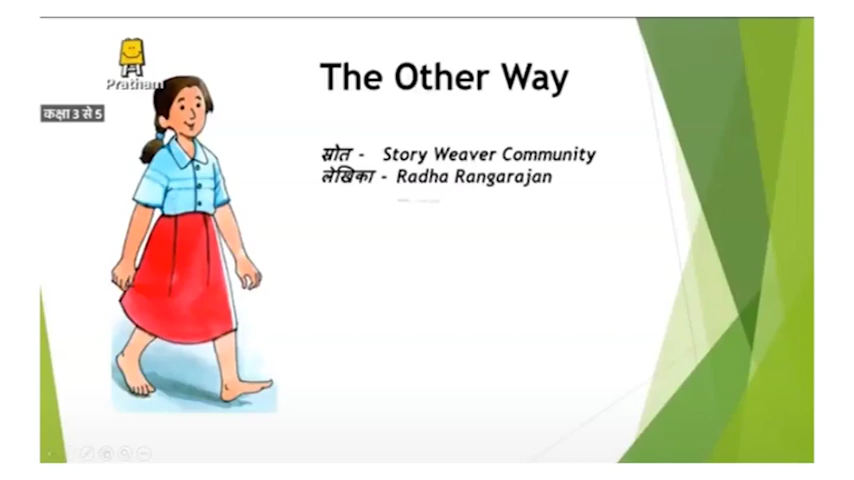 Pratham
कक्षा 3 से 5
The Other Way
स्रोत - Story Weaver Community
लेखिका - Radha Rangarajan